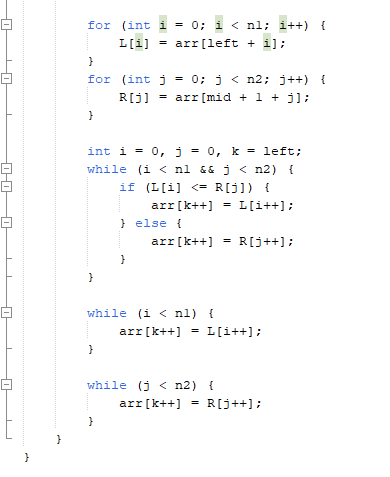 for (int i = 0; i < n1; i++) {
L[i] = arr[left + i];
}
for (int j = 0; j < n2; j++) {
R[j] = arr[mid + 1 + j];
}
int i = 0, j = 0, k = left;
while (i < n1 && j < n2) {
if (L[i] <= R[j]) {
arr[k++] = L[i++];
} else {
arr[k++] = R[j++];
}
}
while (i < n1) {
arr[k++] = L[i++];
}
while (j < n2) {
arr[k++] = R[j++];
}
}
}